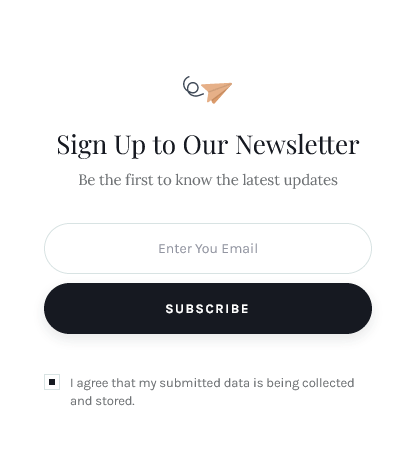 Sign Up to Our Newsletter
Be the first to know the latest updates
Enter You Email
SUBSCRIBE
I agree that my submitted data is being collected
and stored.